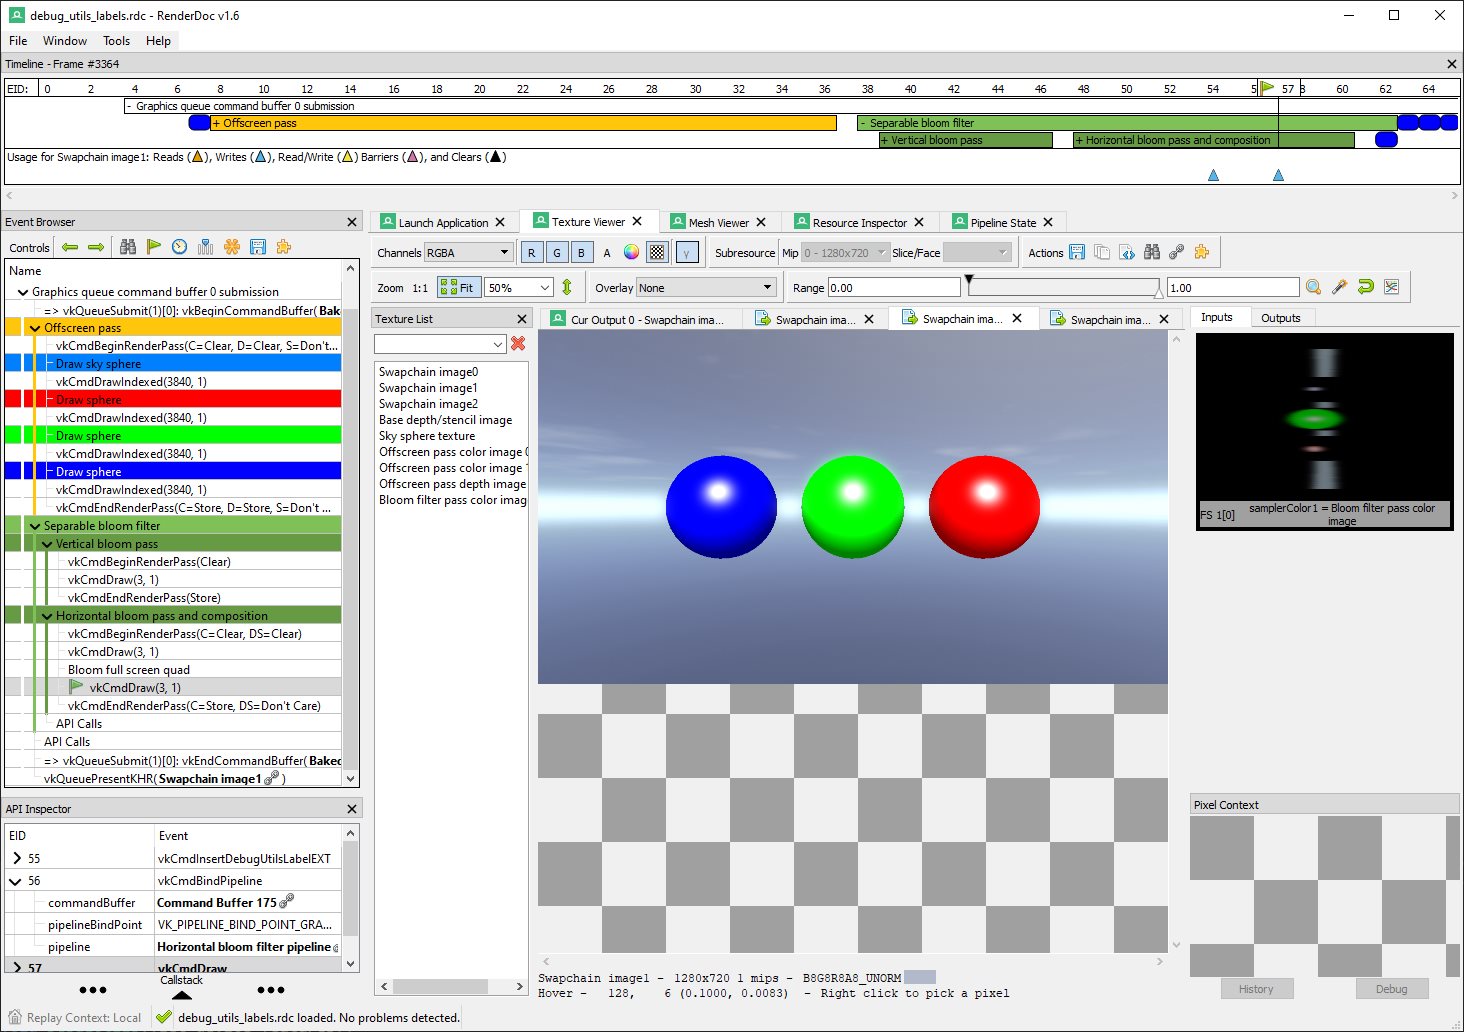 debug_utils_labels.rdc - RenderDoc v1.6
File Window Tools Help
Timeline - Frame #3364
EID: 0 2 4 6 8 10 12 14 16 18 20 22 24 26 28 30 32 34 36 38 40 42 44 46 48 50 52 54 5 57 8 60 62 64
- Graphics queue command buffer 0 submission
+ Offscreen pass - Separable bloom filter
+ Vertical bloom pass + Horizontal bloom pass and composition
Usage for Swapchain image1: Reads ( ), Writes ( ), Read/Write ( ) Barriers ( ), and Clears ( )
Event Browser
Launch Application Texture Viewer Mesh Viewer Resource Inspector Pipeline State
Controls
Channels RGBA R G B A γ Subresource Mip 0 - 1280x720 Slice/Face Actions
Zoom 1:1 Fit 50% Overlay None Range 0.00 1.00
Name
Graphics queue command buffer 0 submission
=> vkQueueSubmit(1)[0]: vkBeginCommandBuffer(Bak
Offscreen pass
vkCmdBeginRenderPass(C=Clear, D=Clear, S=Don't...
Draw sky sphere
vkCmdDrawIndexed(3840, 1)
Draw sphere
vkCmdDrawIndexed(3840, 1)
Draw sphere
vkCmdDrawIndexed(3840, 1)
Draw sphere
vkCmdDrawIndexed(3840, 1)
vkCmdEndRenderPass(C=Store, D=Store, S=Don't ...
Separable bloom filter
Vertical bloom pass
vkCmdBeginRenderPass(Clear)
vkCmdDraw(3, 1)
vkCmdEndRenderPass(Store)
Horizontal bloom pass and composition
vkCmdBeginRenderPass(C=Clear, DS=Clear)
vkCmdDraw(3, 1)
Bloom full screen quad
vkCmdDraw(3, 1)
vkCmdEndRenderPass(C=Store, DS=Don't Care)
API Calls
API Calls
=> vkQueueSubmit(1)[0]: vkEndCommandBuffer(Baked
vkQueuePresentKHR(Swapchain image1 )
API Inspector
EID Event
55 vkCmdInsertDebugUtilsLabelEXT
56 vkCmdBindPipeline
commandBuffer Command Buffer 175
pipelineBindPoint VK_PIPELINE_BIND_POINT_GRA...
pipeline Horizontal bloom filter pipeline
57 vkCmdDraw
Callstack
Texture List
Swapchain image0
Swapchain image1
Swapchain image2
Base depth/stencil image
Sky sphere texture
Offscreen pass color image 0
Offscreen pass color image
Offscreen pass depth image
Bloom filter pass color imag
Cur Output 0 - Swapchain ima... Swapchain ima... Swapchain ima... Swapchain ima...
Swapchain image1 - 1280x720 1 mips - B8G8R8A8_UNORM
Hover - 128, 6 (0.1000, 0.0083) - Right click to pick a pixel
Inputs Outputs
FS 1[0] samplerColor1 = Bloom filter pass color
image
Pixel Context
History Debug
Replay Context: Local debug_utils_labels.rdc loaded. No problems detected.